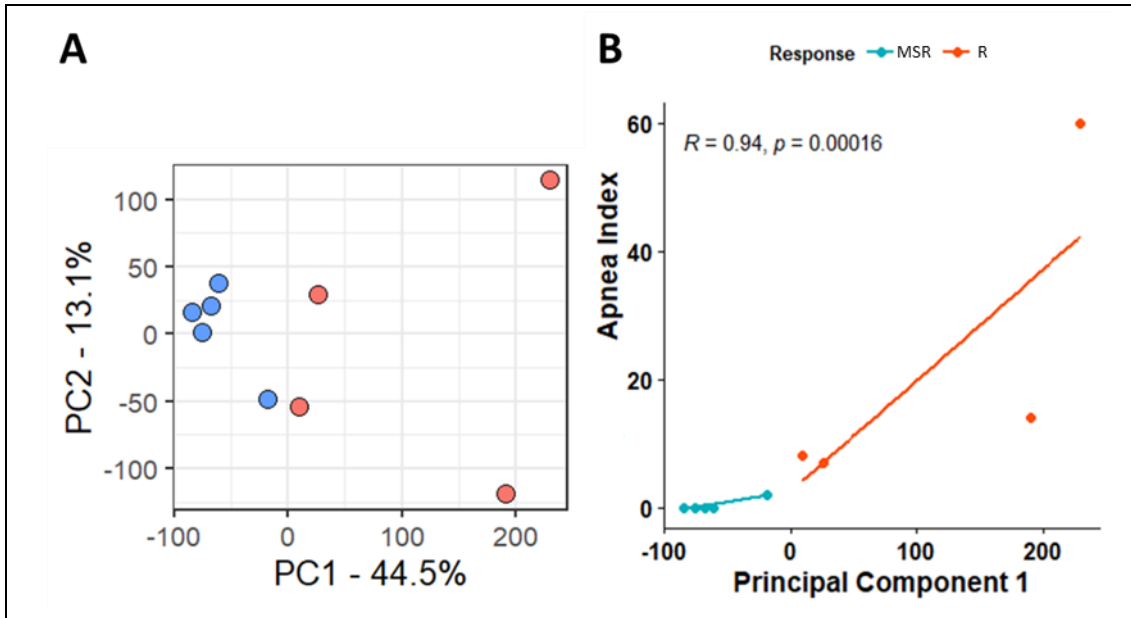 A
PC2 - 13.1%
100
50
0
-50
-100
-100 0 100 200
PC1 - 44.5%
B
Response MSR R
R = 0.94, p = 0.00016
Apnea Index
60
40
20
0
-100 0 100 200
Principal Component 1